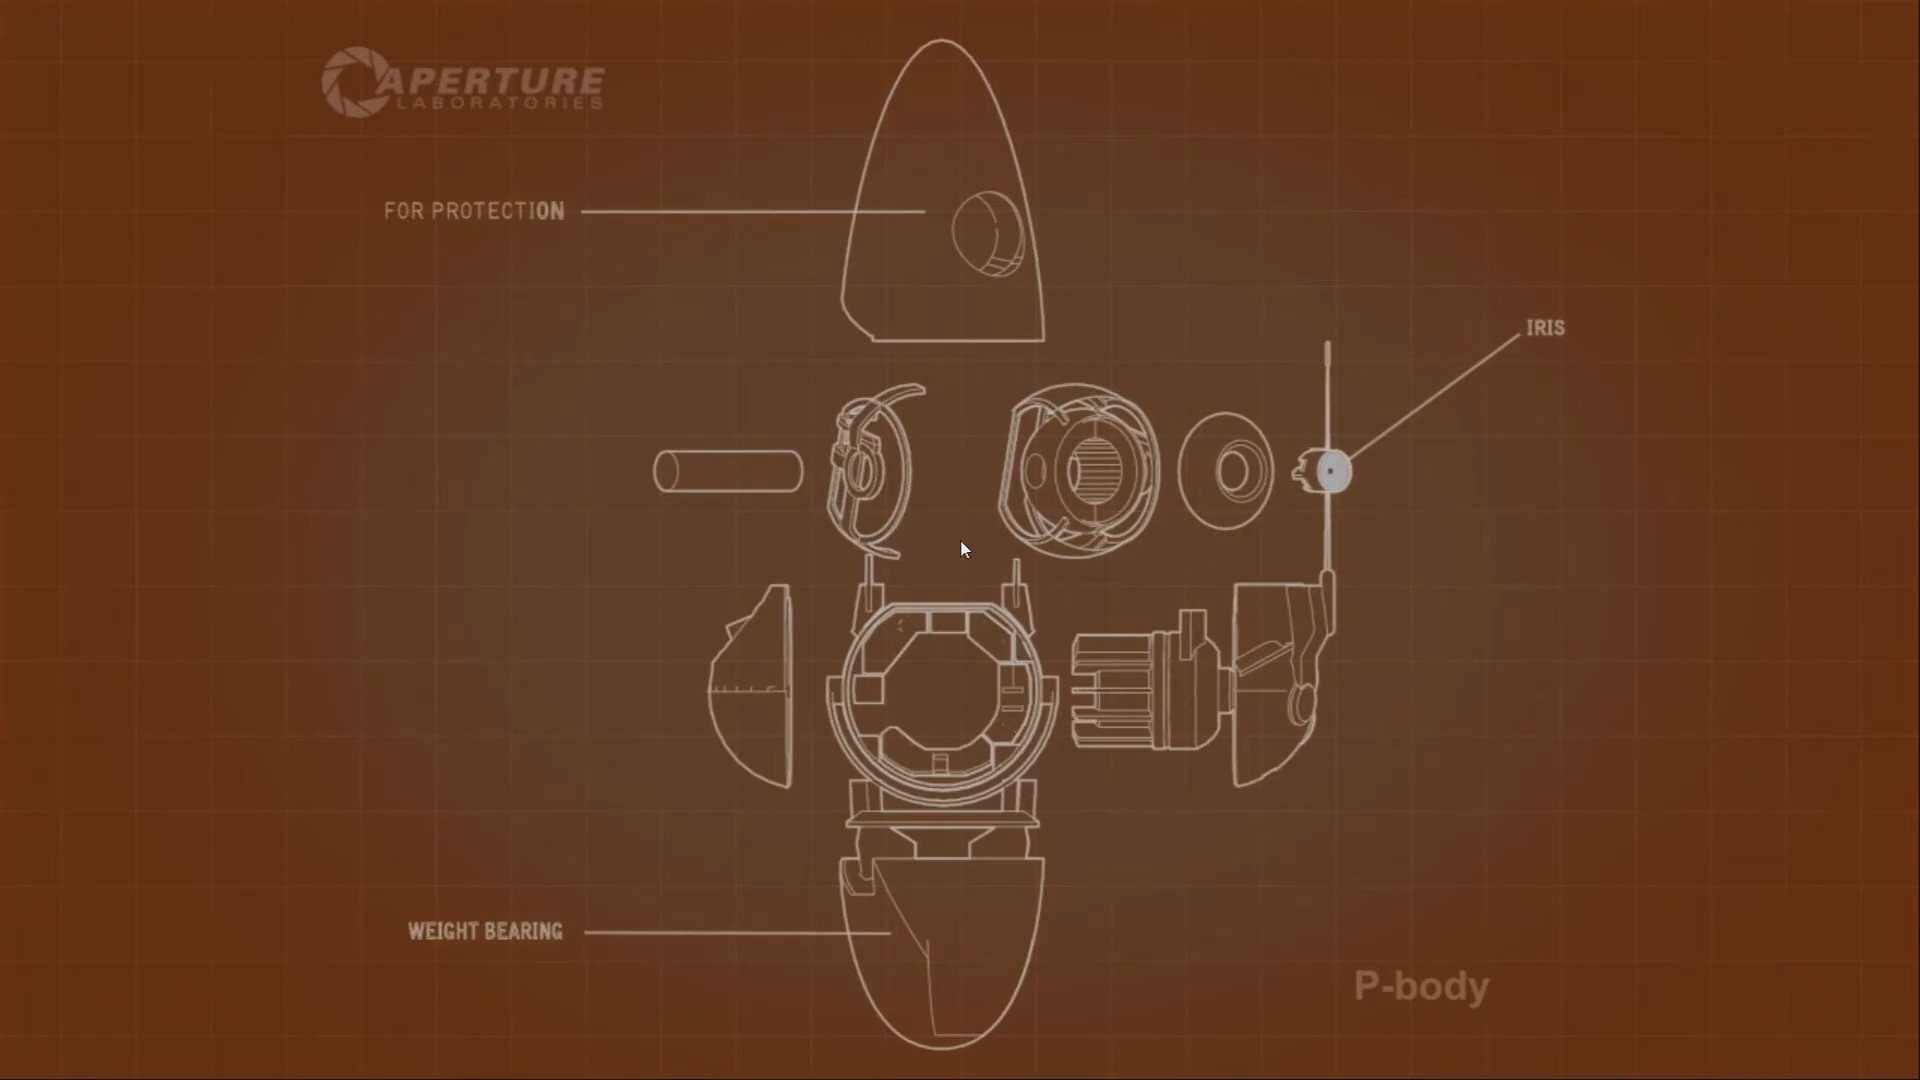 APERTURE
LABORATORIES
FOR PROTECTION
IRIS
WEIGHT BEARING
P-body